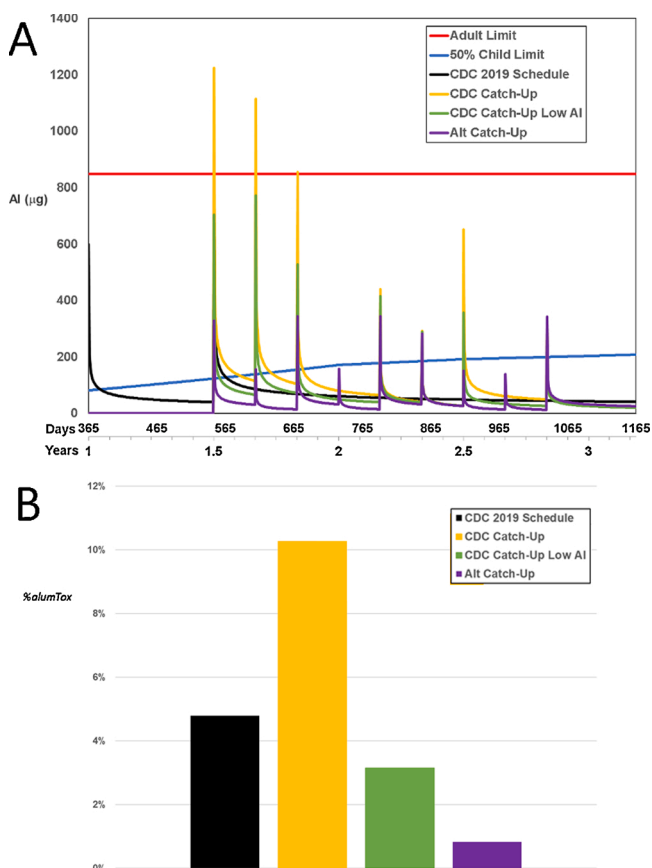 A
1400
1200
1000
Al (μg)
800
600
400
200
0
Adult Limit
50% Child Limit
CDC 2019 Schedule
CDC Catch-Up
CDC Catch-Up Low Al
Alt Catch-Up
Days 365 465 565 665 765 865 965 1065 1165
Years 1 1.5 2 2.5 3
B
12%
10%
%alumTox
8%
6%
4%
2%
0%
CDC 2019 Schedule
CDC Catch-Up
CDC Catch-Up Low Al
Alt Catch-Up